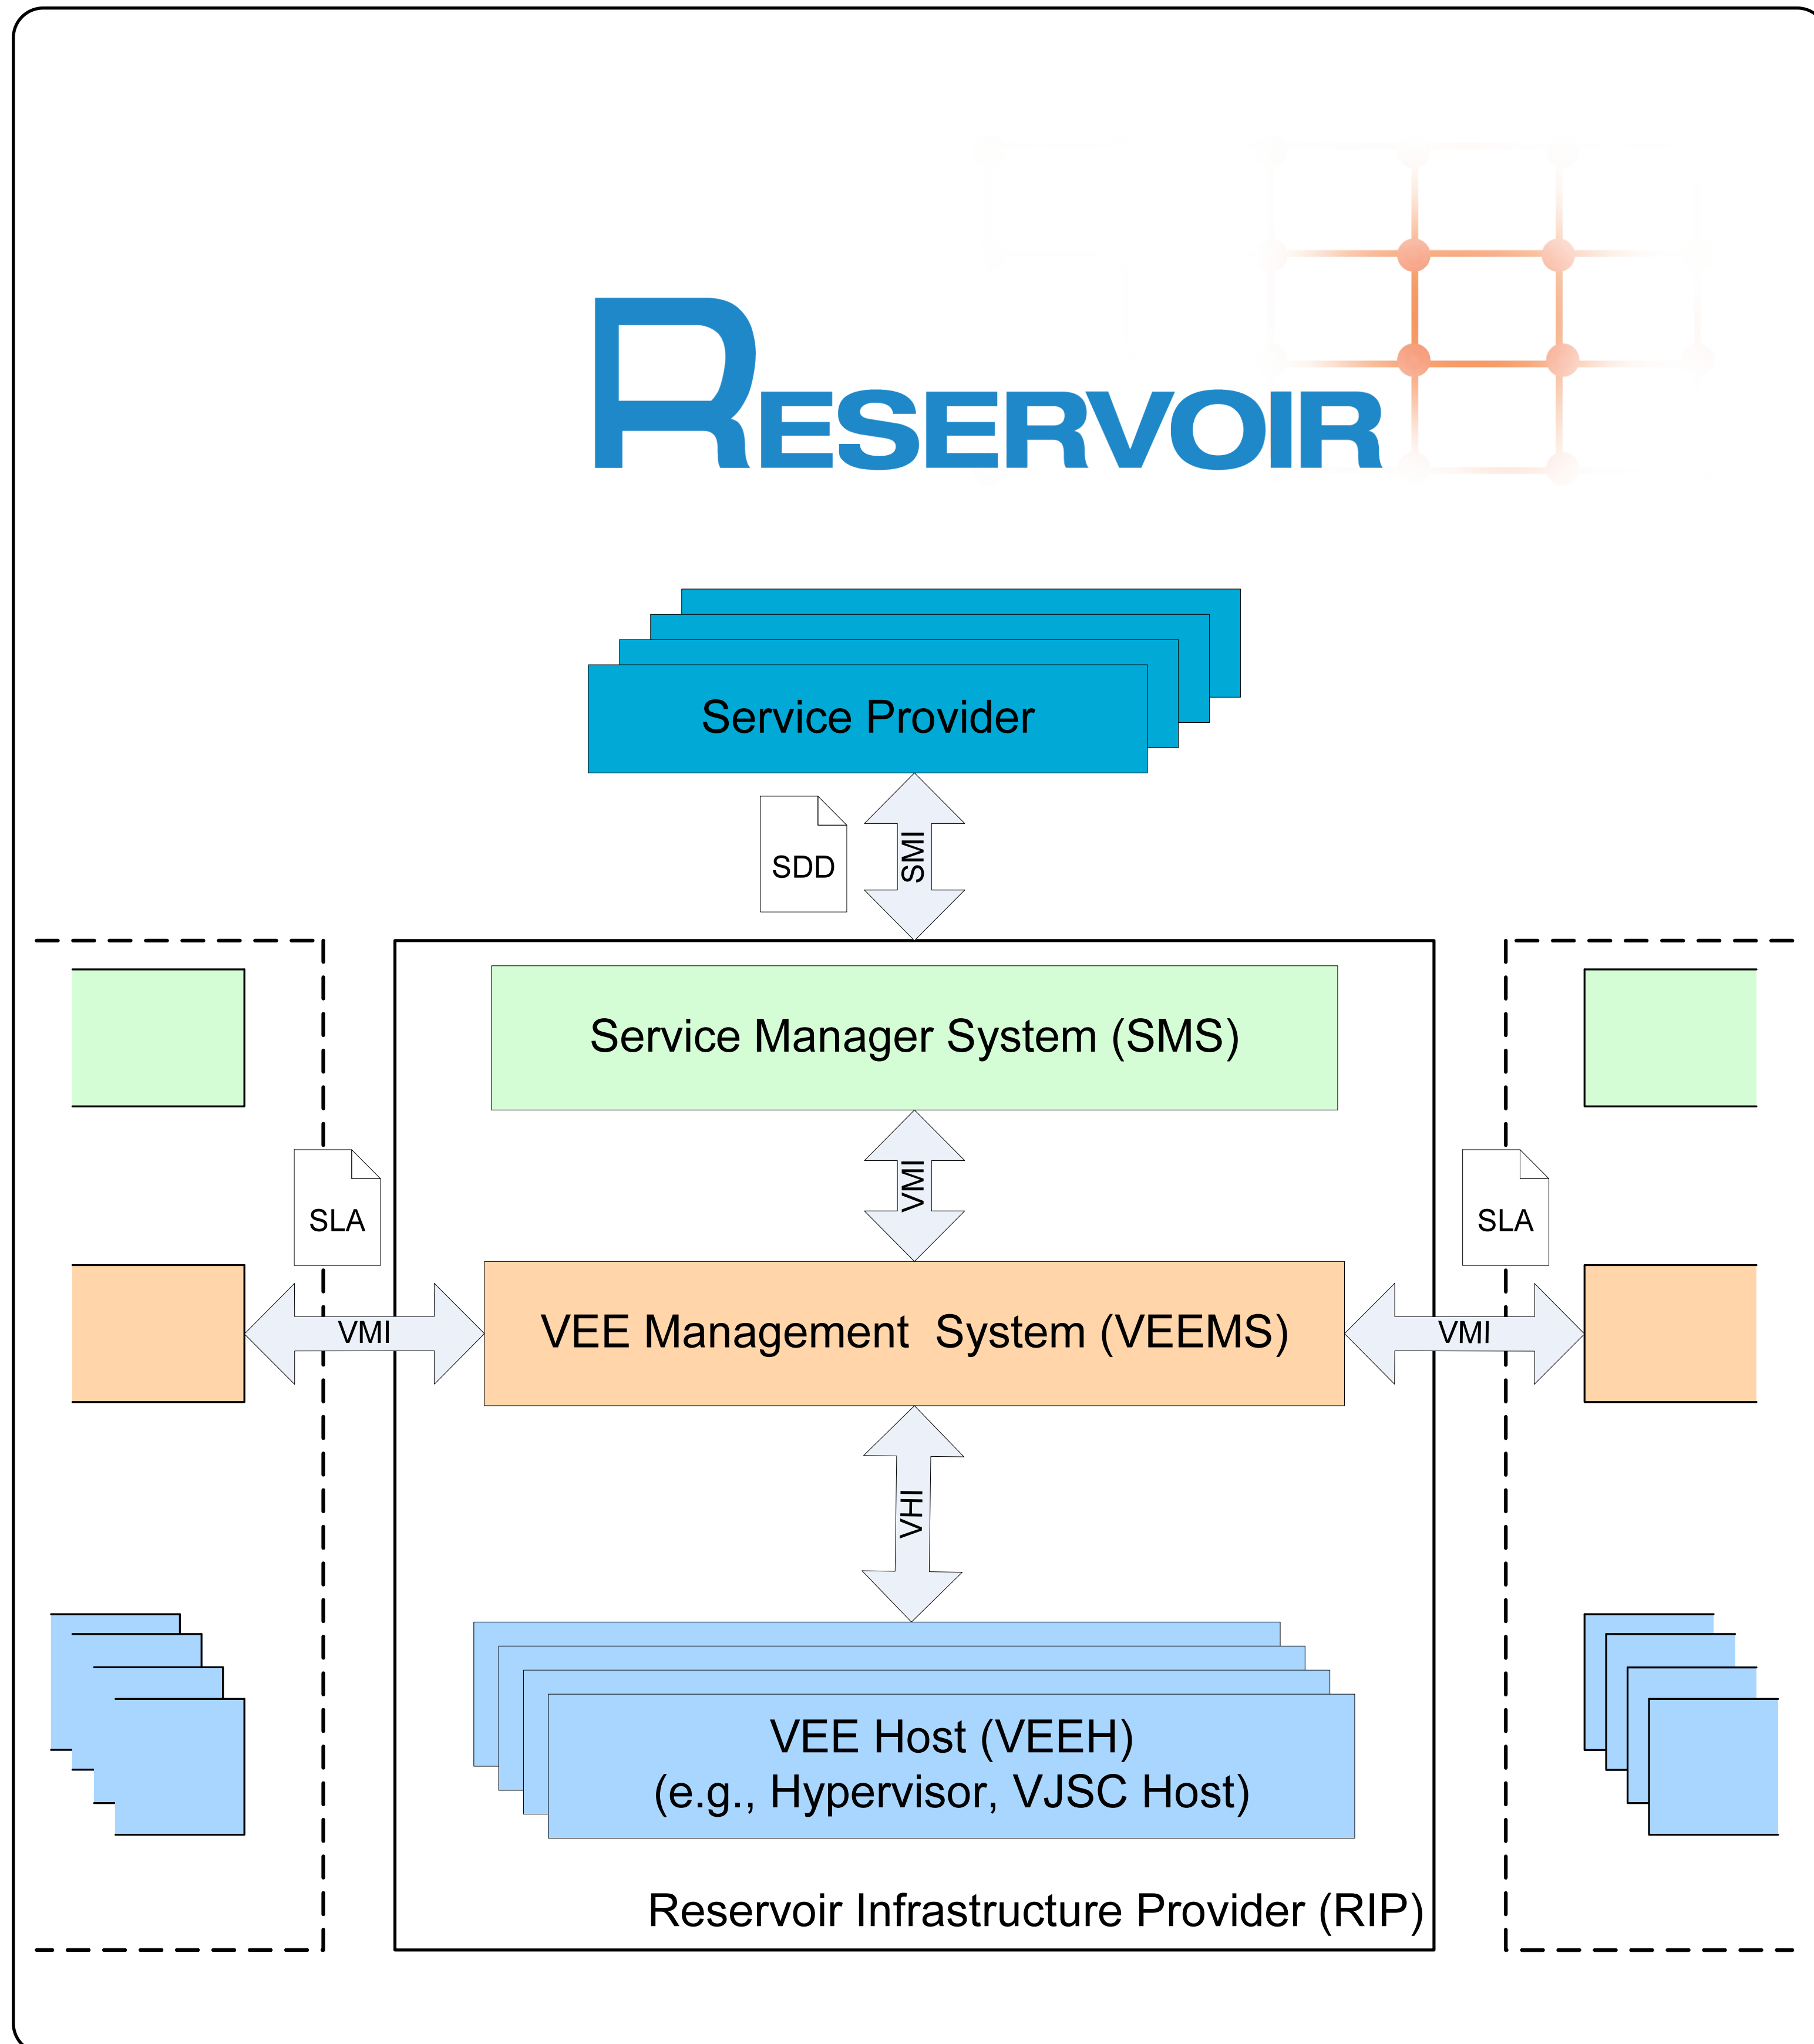 RESERVOIR
Service Provider
SDD
SMI
Service Manager System (SMS)
VMI
SLA
SLA
VMI
VEE Management System (VEEMS)
VMI
VHI
VEE Host (VEEH)
(e.g., Hypervisor, VJSC Host)
Reservoir Infrastructure Provider (RIP)